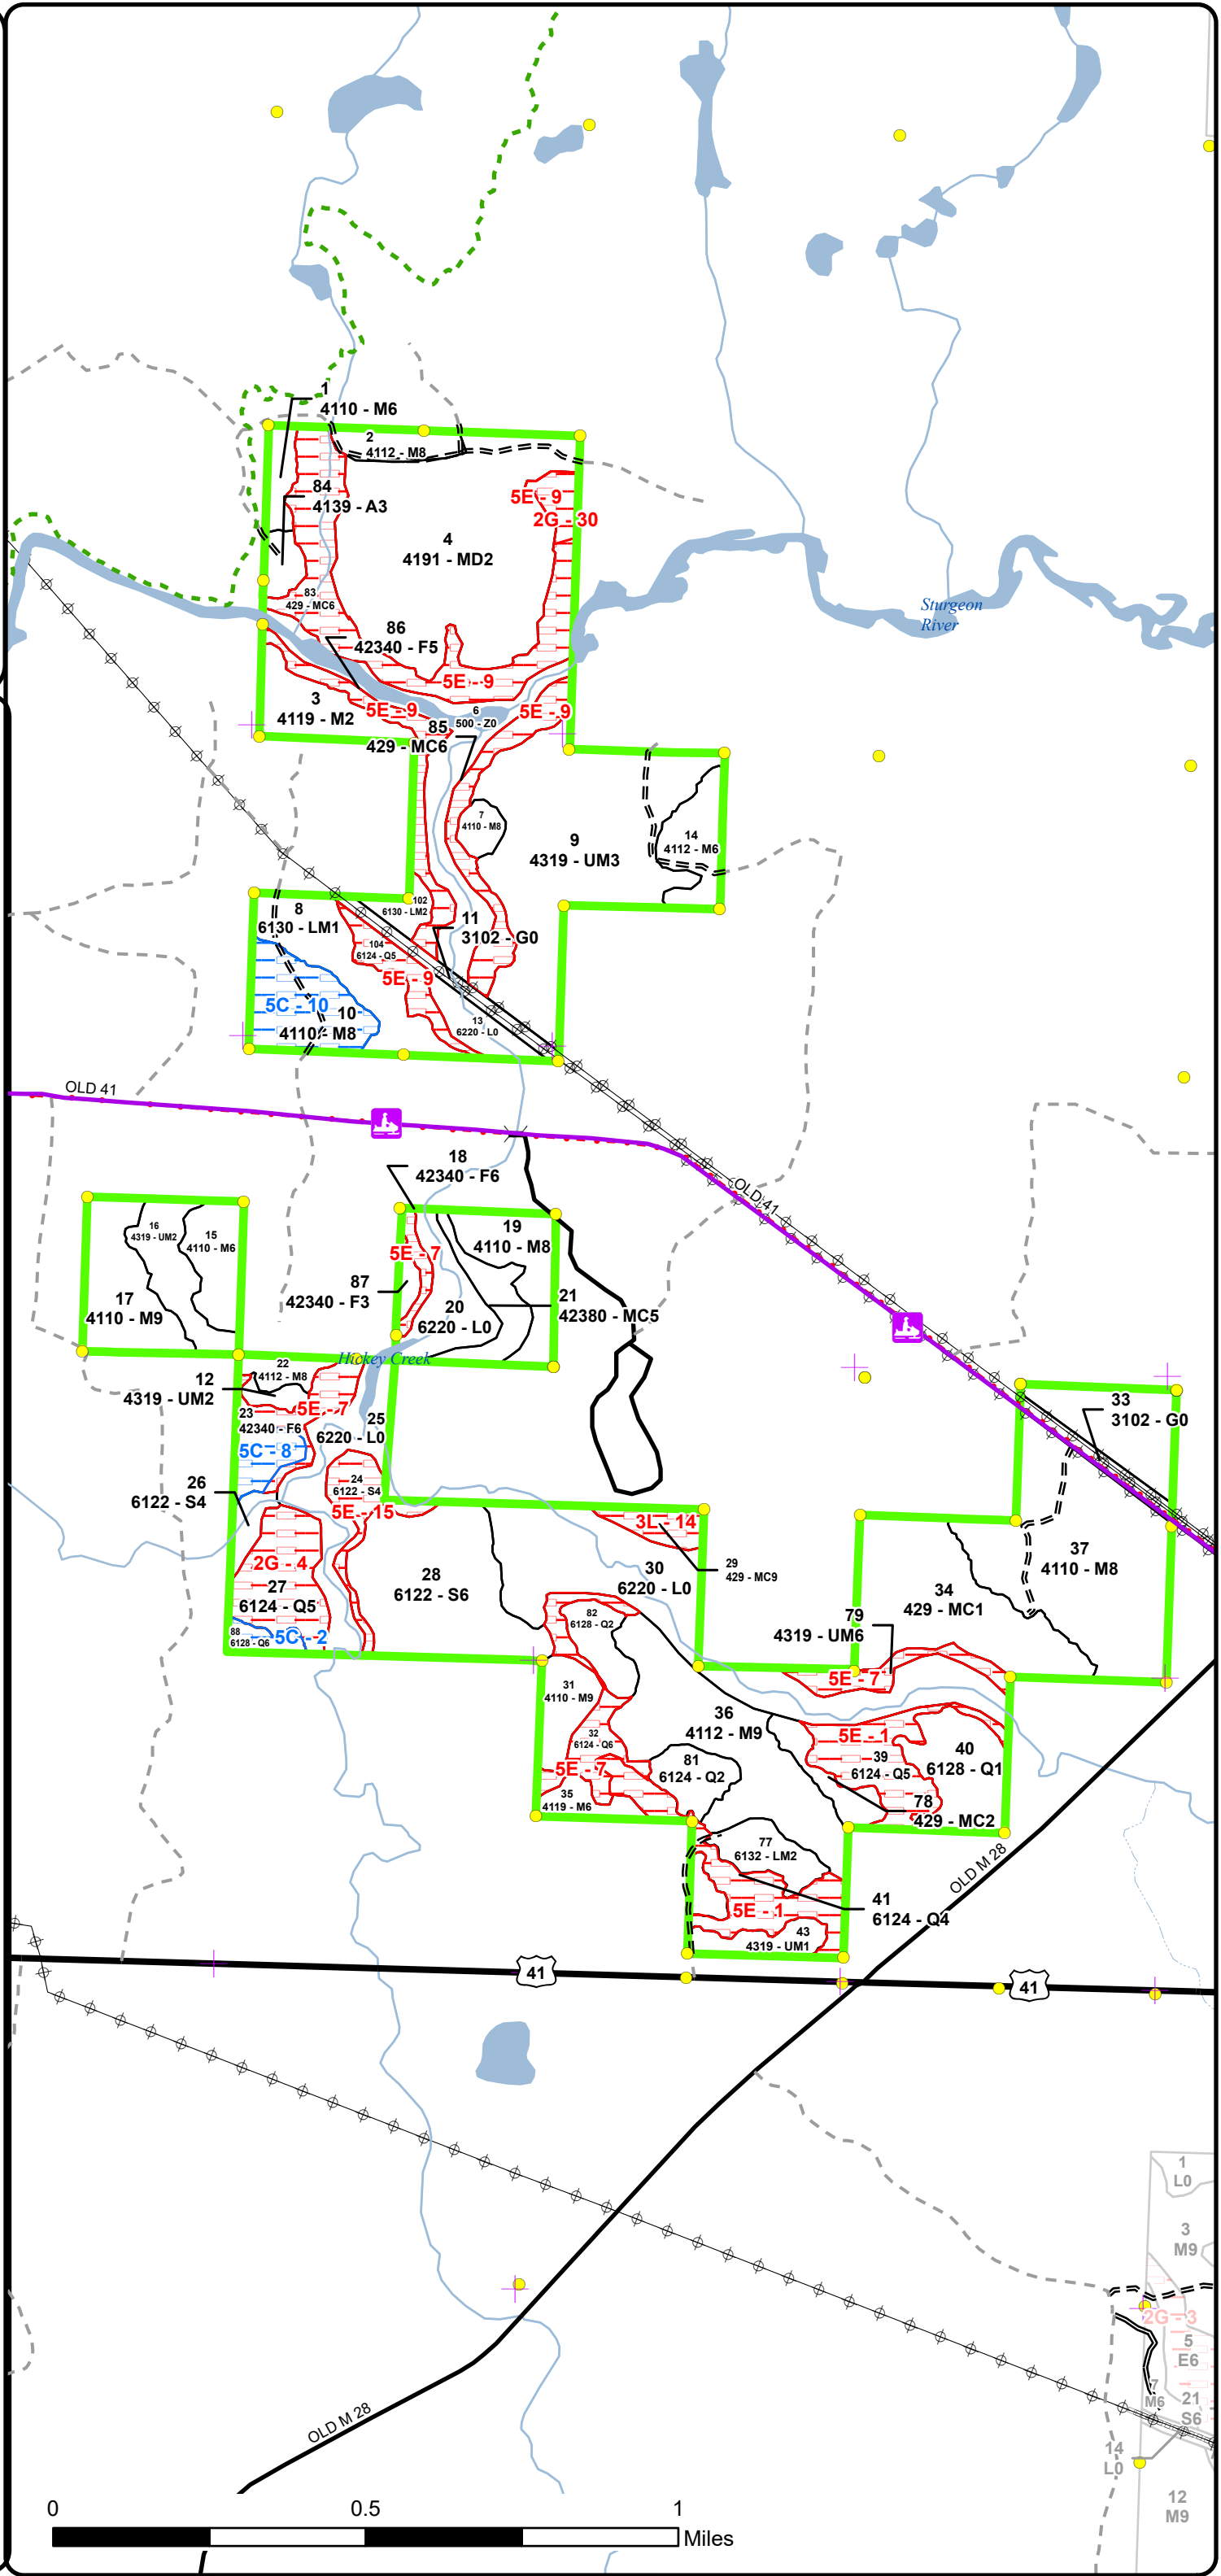 1
4110 - M6
2
4112 - M8
84
4139 - A3
5E - 9
2G - 30
4
4191 - MD2
83
429 - MC6
Sturgeon
River
86
42340 - F5
5E - 9
3
4119 - M2
5E - 9
6
500 - Z0
5E - 9
85
429 - MC6
7
4110 - M8
9
4319 - UM3
14
4112 - M6
8
6130 - LM1
102
6130 - LM2
11
3102 - G0
104
6124 - Q5
5E - 9
5C - 10
10
4110 - M8
13
6220 - L0
OLD 41
18
42340 - F6
OLD 41
16
4319 - UM2
15
4110 - M6
19
4110 - M8
5E - 7
87
42340 - F3
17
4110 - M9
20
6220 - L0
21
42380 - MC5
Hickey Creek
22
4112 - M8
12
4319 - UM2
5E - 7
23
42340 - F6
25
6220 - L0
5C - 8
33
3102 - G0
26
6122 - S4
24
6122 - S4
5E - 15
3L - 14
29
429 - MC9
2G - 4
27
6124 - Q5
28
6122 - S6
30
6220 - L0
37
4110 - M8
34
429 - MC1
79
4319 - UM6
82
6128 - Q2
88
6128 - Q6
5C - 2
5E - 7
31
4110 - M9
36
4112 - M9
32
6124 - Q6
5E - 1
39
6124 - Q5
40
6128 - Q1
5E - 7
81
6124 - Q2
35
4119 - M6
78
429 - MC2
77
6132 - LM2
OLD M 28
41
6124 - Q4
5E - 1
43
4319 - UM1
41
41
1
L0
3
M9
2G - 3
5
E6
7
M6
21
S6
14
L0
12
M9
OLD M 28
0
0.5
1
Miles